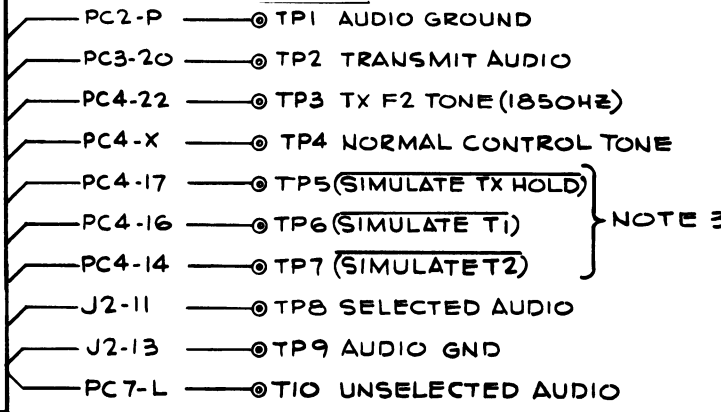 PC2-P TP1 AUDIO GROUND
PC3-20 TP2 TRANSMIT AUDIO
PC4-22 TP3 TX F2 TONE (1850HZ)
PC4-X TP4 NORMAL CONTROL TONE
PC4-17 TP5 (SIMULATE TX HOLD)
PC4-16 TP6 (SIMULATE T1)
NOTE 3
PC4-14 TP7 (SIMULATE T2)
J2-11 TP8 SELECTED AUDIO
J2-13 TP9 AUDIO GND
PC7-L T10 UNSELECTED AUDIO